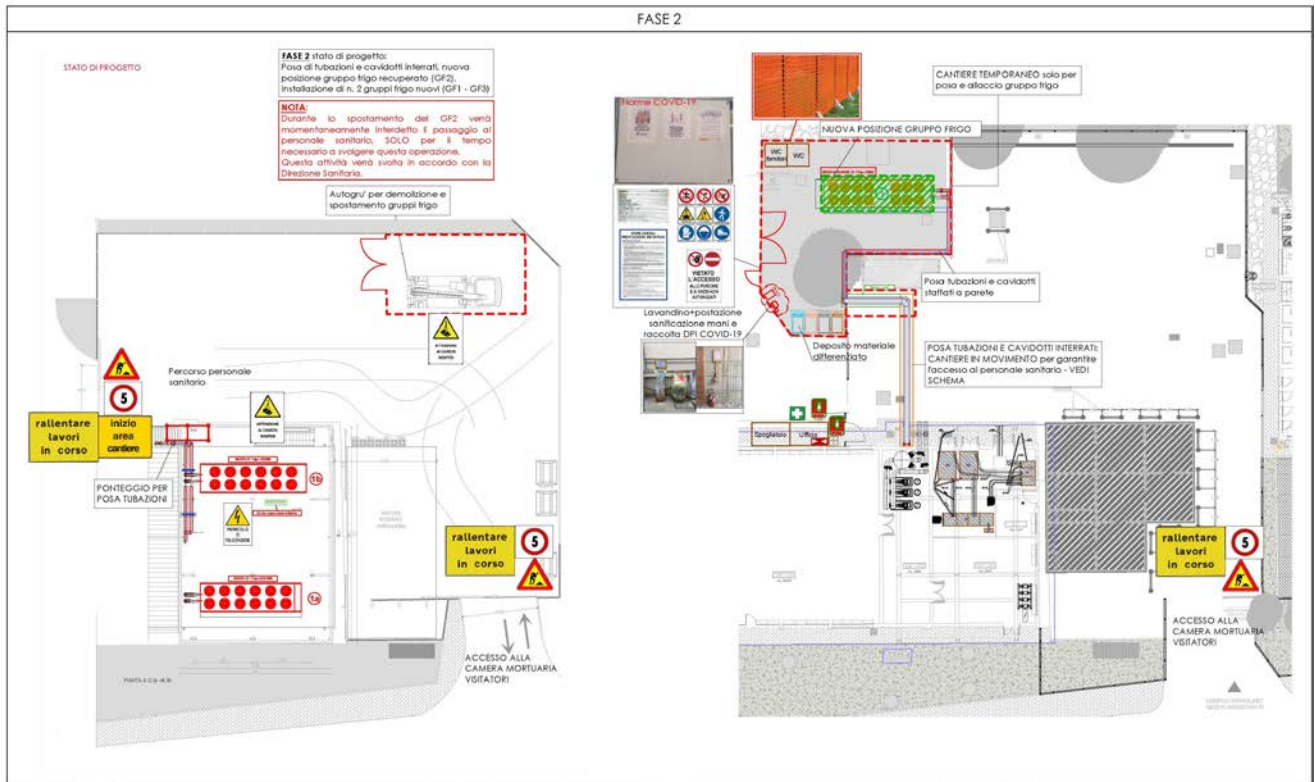 FASE 2
STATO DI PROGETTO
FASE 2 stato di progetto:
Posa di tubazioni e cavidotti interrati, nuova
posizione gruppo frigo recuperato (GF2),
installazione di n. 2 gruppi frigo nuovi (GF1 - GF3)
NOTA:
Durante lo spostamento del GF2 verrà
momentaneamente interdetto il passaggio al
personale sanitario, SOLO per il tempo
necessario a svolgere questa operazione.
Questa attività verrà svolta in accordo con la
Direzione Sanitaria.
Autogru' per demolizione e
spostamento gruppi frigo
Percorso personale
sanitario
5
rallentare
lavori
in corso
inizio
area
cantiere
PONTEGGIO PER
POSA TUBAZIONI
1b
1a
rallentare
lavori
in corso
5
ACCESSO ALLA
CAMERA MORTUARIA
VISITATORI
Norme COVID-19
CANTIERE TEMPORANEO solo per
posa e allaccio gruppo frigo
NUOVA POSIZIONE GRUPPO FRIGO
WC
fornitori
WC
VIETATO
L'ACCESSO
Posa tubazioni e cavidotti
staffati a parete
Lavandino+postazione
sanificazione mani e
raccolta DPI COVID-19
Deposito materiale
differenziato
POSA TUBAZIONI E CAVIDOTTI INTERRATI:
CANTIERE IN MOVIMENTO per garantire
l'accesso al personale sanitario - VEDI
SCHEMA
Spogliatoio
Ufficio
rallentare
lavori
in corso
5
ACCESSO ALLA
CAMERA MORTUARIA
VISITATORI